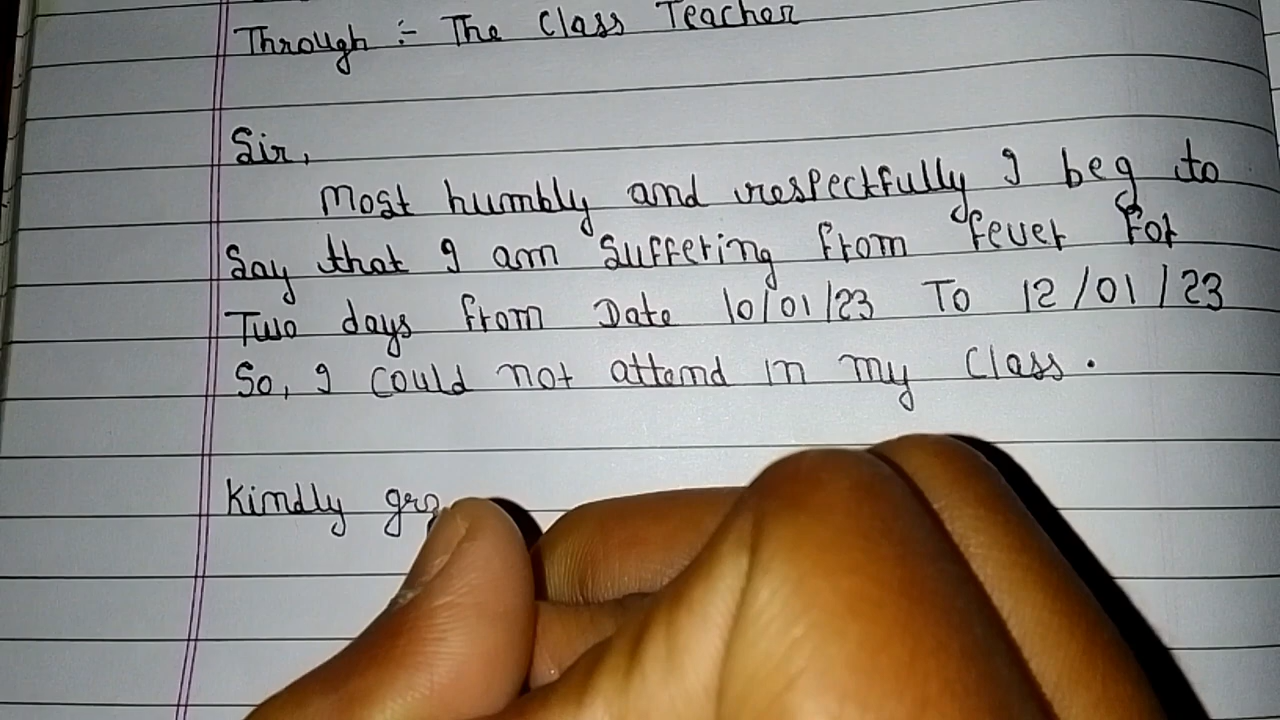 Through :- The Class Teacher
Sir,
Most humbly and respectfully I beg to
Say that I am Suffering from fever For
Two days from Date 10/01/23 To 12/01/23
So, I could not attend in my Class.
Kindly